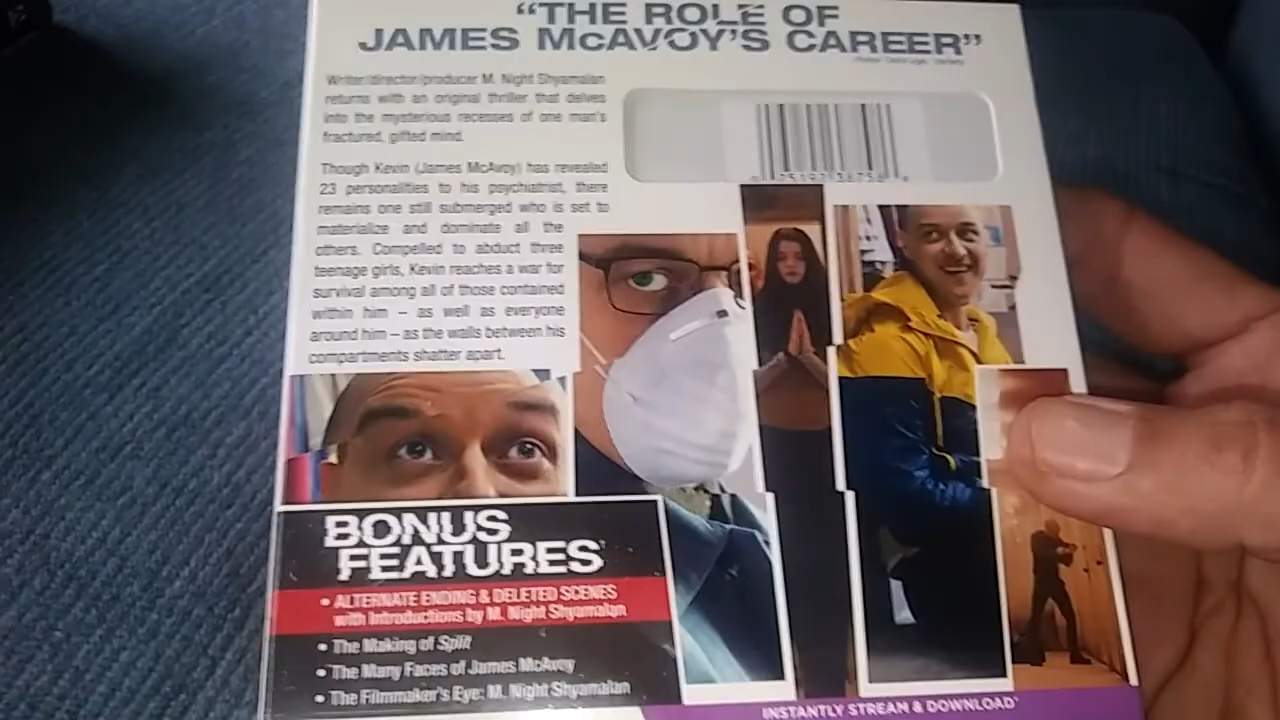 “THE ROLE OF
JAMES McAVOY’S CAREER”
Writer/director/producer M. Night Shyamalan
returns with an original thriller that delves
into the mysterious recesses of one man's
fractured, gifted mind.
Though Kevin (James McAvoy) has revealed
23 personalities to his psychiatrist, there
remains one still submerged who is set to
materialize and dominate all the
others. Compelled to abduct three
teenage girls, Kevin reaches a war for
survival among all of those contained
within him – as well as everyone
around him – as the walls between his
compartments shatter apart.
BONUS
FEATURES
• ALTERNATE ENDING & DELETED SCENES
with Introductions by M. Night Shyamalan
• The Making of Split
• The Many Faces of James McAvoy
• The Filmmaker's Eye: M. Night Shyamalan
INSTANTLY STREAM & DOWNLOAD*